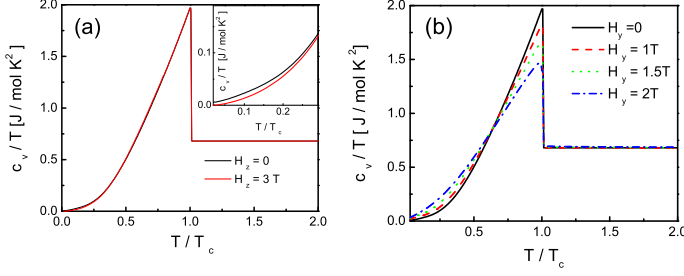 (a)
c_v / T [ J / mol K^2 ]
2.0
1.5
1.0
0.5
0.0
0.0 0.5 1.0 1.5 2.0
T / T_c
c_v / T [ J / mol K^2 ]
0.1
0.0
0.1 0.2
T / T_c
H_z = 0
H_z = 3 T
(b)
c_v / T [ J / mol K^2 ]
2.0
1.5
1.0
0.5
0.0
0.5 1.0 1.5 2.0
T / T_c
H_y =0
H_y = 1T
H_y = 1.5T
H_y = 2T